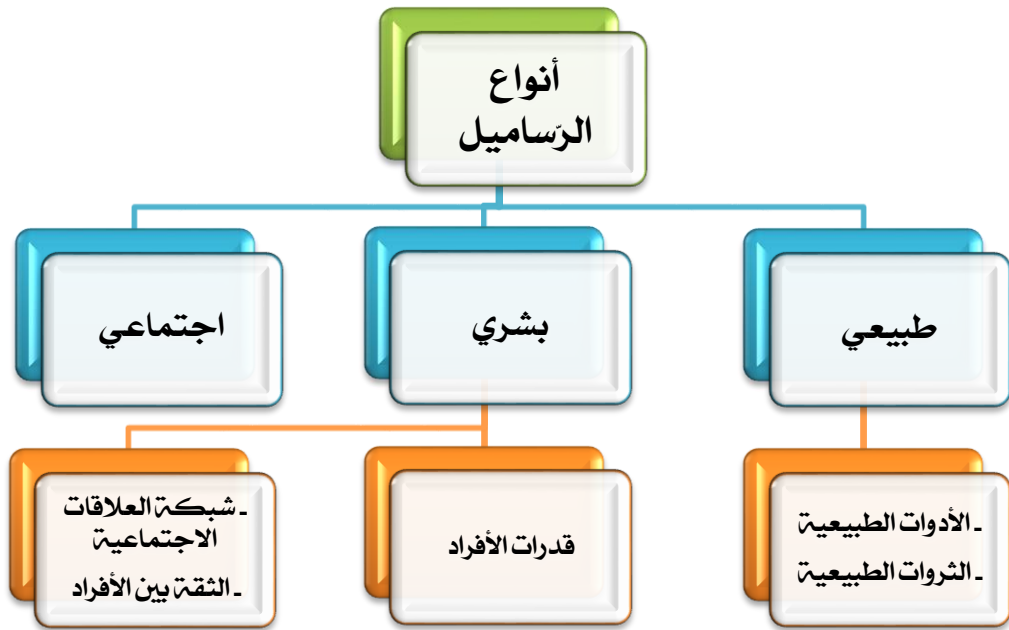 أنواع
الرّساميل
طبيعي
بشري
اجتماعي
ـ الأدوات الطبيعية
ـ الثروات الطبيعية
قدرات الأفراد
ـ شبكة العلاقات
الاجتماعية
ـ الثقة بين الأفراد